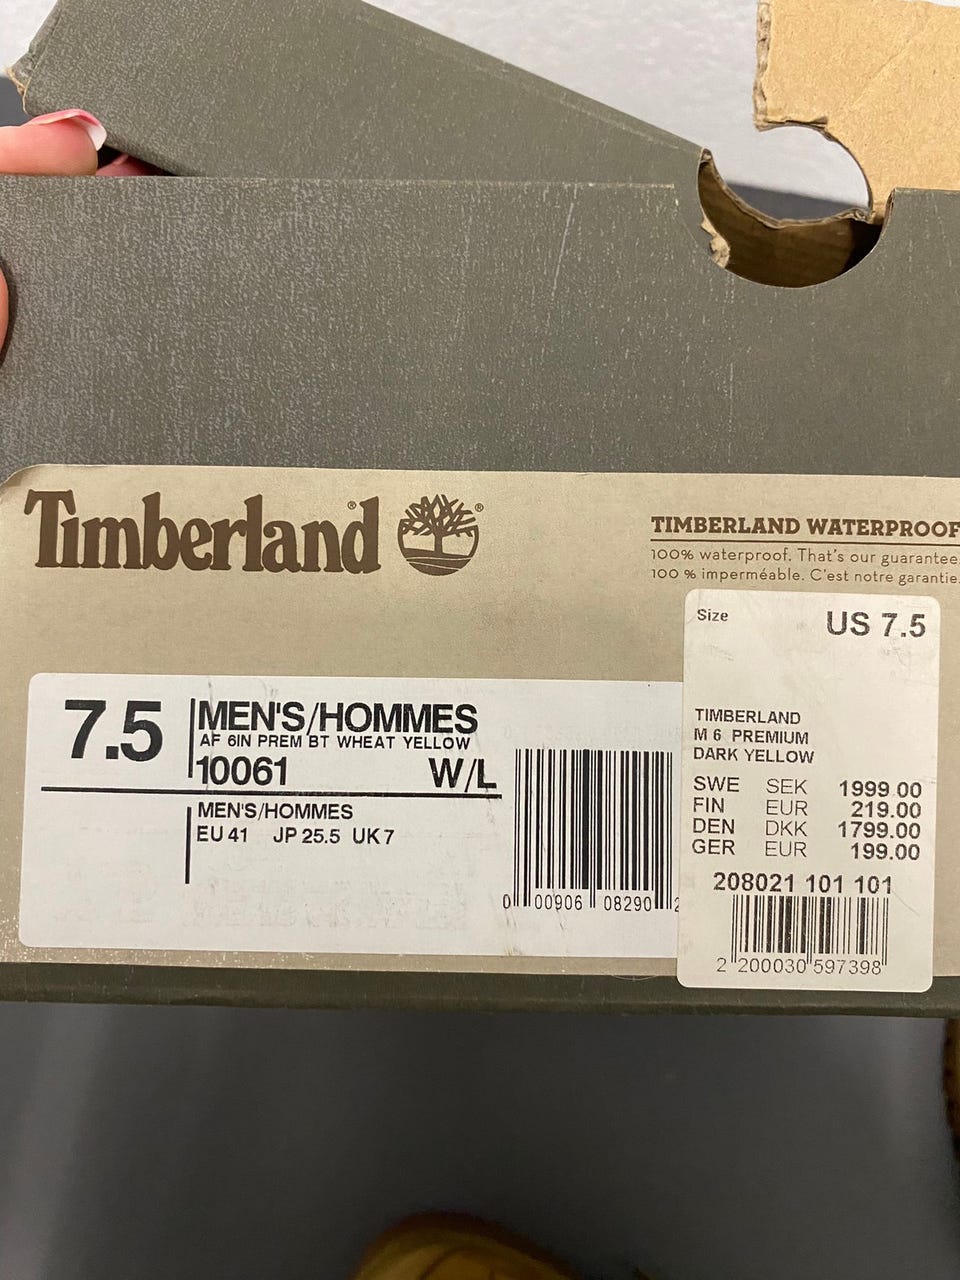 Timberland®
®
TIMBERLAND WATERPROOF
100% waterproof. That's our guarantee.
100 % imperméable. C'est notre garantie.
Size US 7.5
TIMBERLAND
M 6 PREMIUM
DARK YELLOW
SWE SEK 1999.00
FIN EUR 219.00
DEN DKK 1799.00
GER EUR 199.00
208021 101 101
2 200030 597398
7.5 MEN'S/HOMMES
AF 6IN PREM BT WHEAT YELLOW
10061 W/L
MEN'S/HOMMES
EU 41 JP 25.5 UK 7
0 00906 08290 2